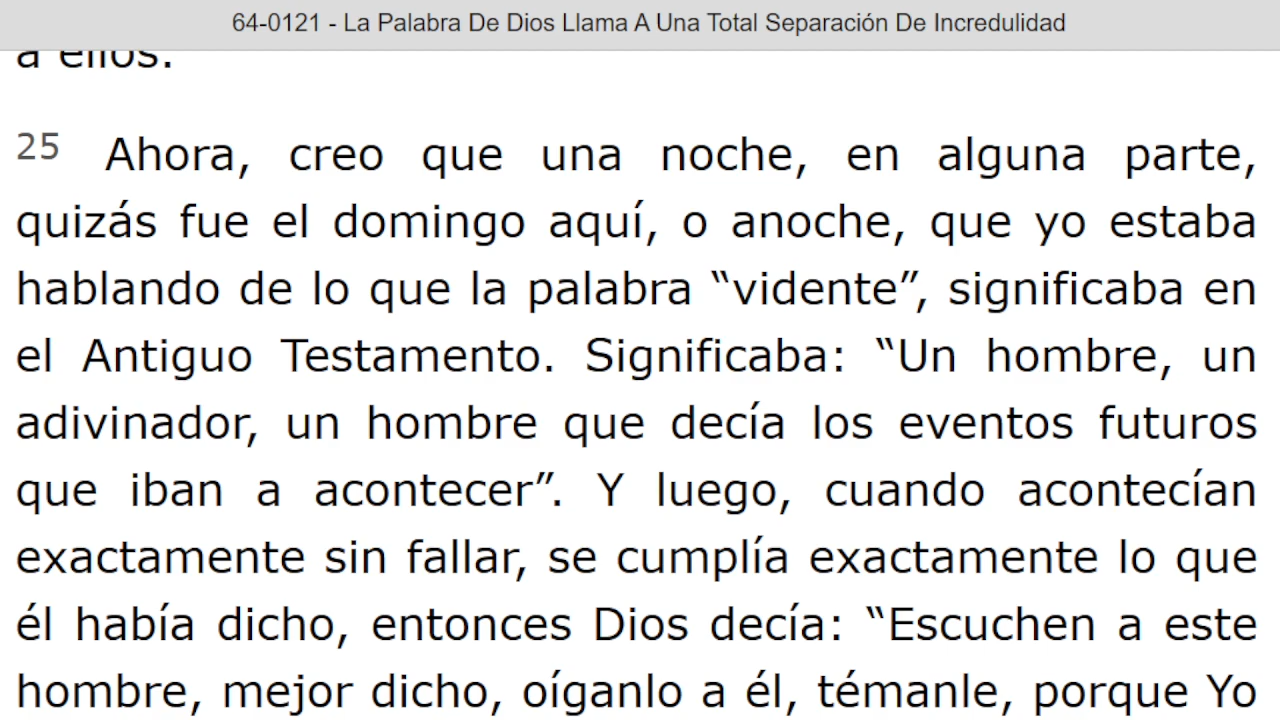 64-0121 - La Palabra De Dios Llama A Una Total Separación De Incredulidad
a ellos.
25 Ahora, creo que una noche, en alguna parte,
quizás fue el domingo aquí, o anoche, que yo estaba
hablando de lo que la palabra “vidente”, significaba en
el Antiguo Testamento. Significaba: “Un hombre, un
adivinador, un hombre que decía los eventos futuros
que iban a acontecer”. Y luego, cuando acontecían
exactamente sin fallar, se cumplía exactamente lo que
él había dicho, entonces Dios decía: “Escuchen a este
hombre, mejor dicho, oíganlo a él, témanle, porque Yo